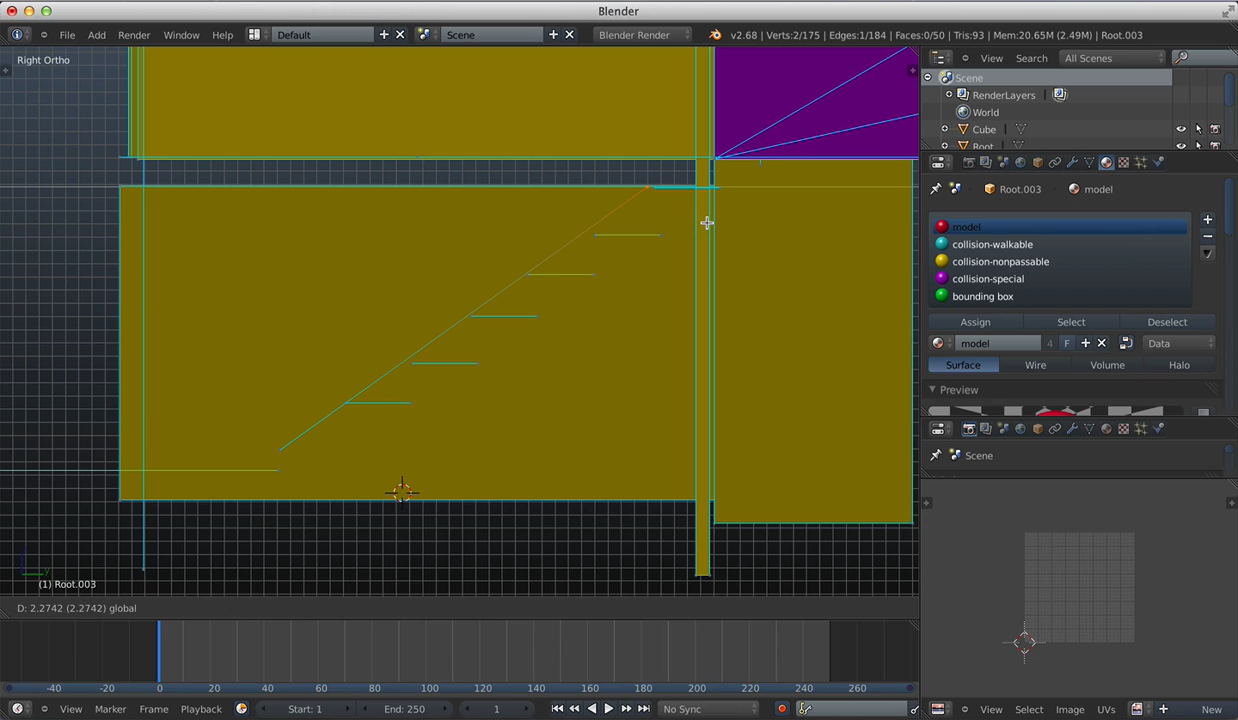 Blender
File Add Render Window Help Default Scene Blender Render v2.68 | Verts:2/175 | Edges:1/184 | Faces:0/50 | Tris:93 | Mem:20.65M (2.49M) | Root.003
Right Ortho
View Search All Scenes
Scene
RenderLayers
World
Cube
Root
Root.003 model
model
collision-walkable
collision-nonpassable
collision-special
bounding box
Assign Select Deselect
model 4 F Data
Surface Wire Volume Halo
Preview
Scene
(1) Root.003
D: 2.2742 (2.2742) global
-40 -20 0 20 40 60 80 100 120 140 160 180 200 220 240 260
View Marker Frame Playback Start: 1 End: 250 1 No Sync
View Select Image UVs New